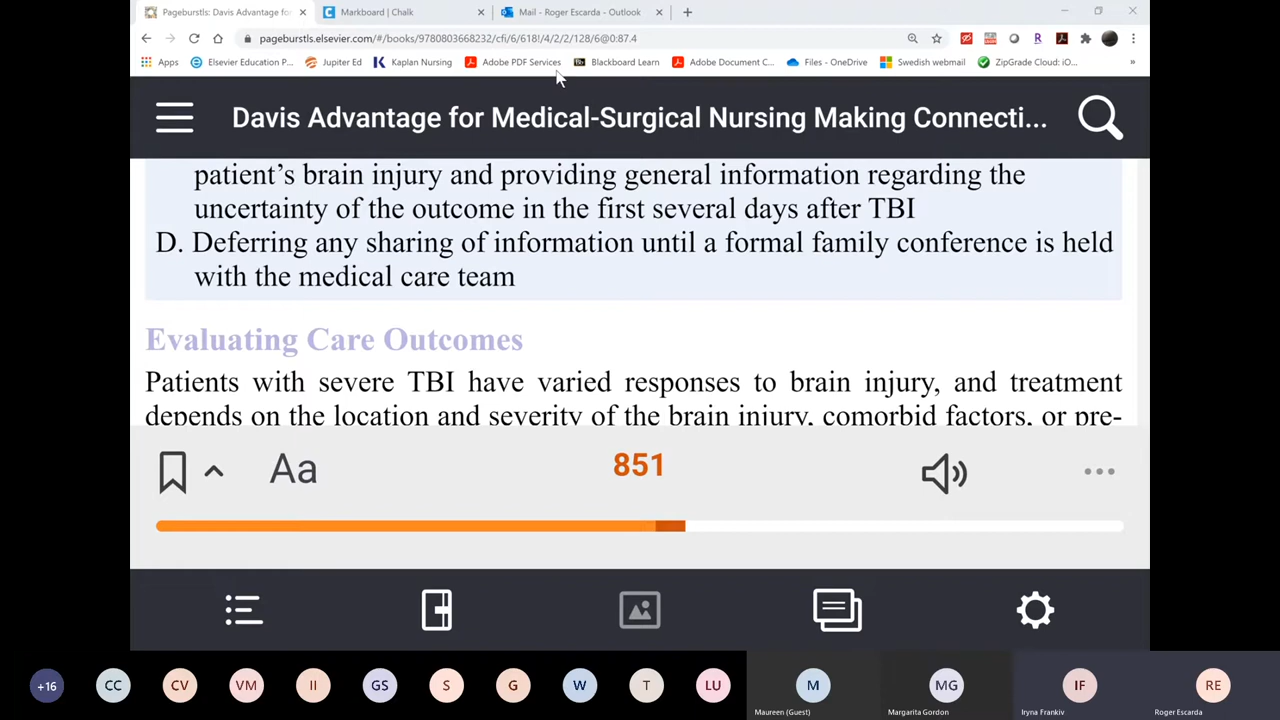 Pageburstls: Davis Advantage for
Markboard | Chalk
Mail - Roger Escarda - Outlook
pageburstls.elsevier.com/#/books/9780803668232/cfi/6/618!/4/2/2/128/6@0:87.4
Apps
Elsevier Education P...
Jupiter Ed
Kaplan Nursing
Adobe PDF Services
Blackboard Learn
Adobe Document C...
Files - OneDrive
Swedish webmail
ZipGrade Cloud: iO...
Davis Advantage for Medical-Surgical Nursing Making Connecti...
patient's brain injury and providing general information regarding the
uncertainty of the outcome in the first several days after TBI
D. Deferring any sharing of information until a formal family conference is held
with the medical care team
Evaluating Care Outcomes
Patients with severe TBI have varied responses to brain injury, and treatment
depends on the location and severity of the brain injury, comorbid factors, or pre-
Aa
851
+16
CC
CV
VM
II
GS
S
G
W
T
LU
M
MG
IF
RE
Maureen (Guest)
Margarita Gordon
Iryna Frankiv
Roger Escarda